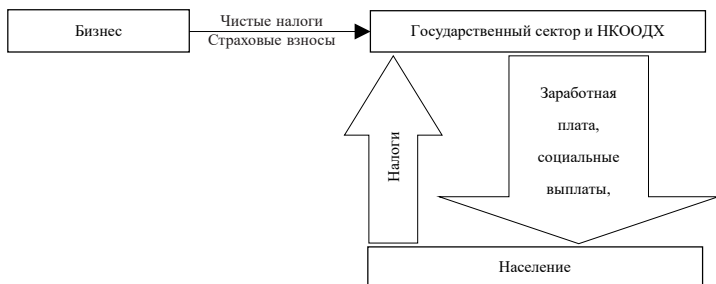 Бизнес
Чистые налоги
Страховые взносы
Государственный сектор и НКООДХ
Налоги
Заработная
плата,
социальные
выплаты,
Население